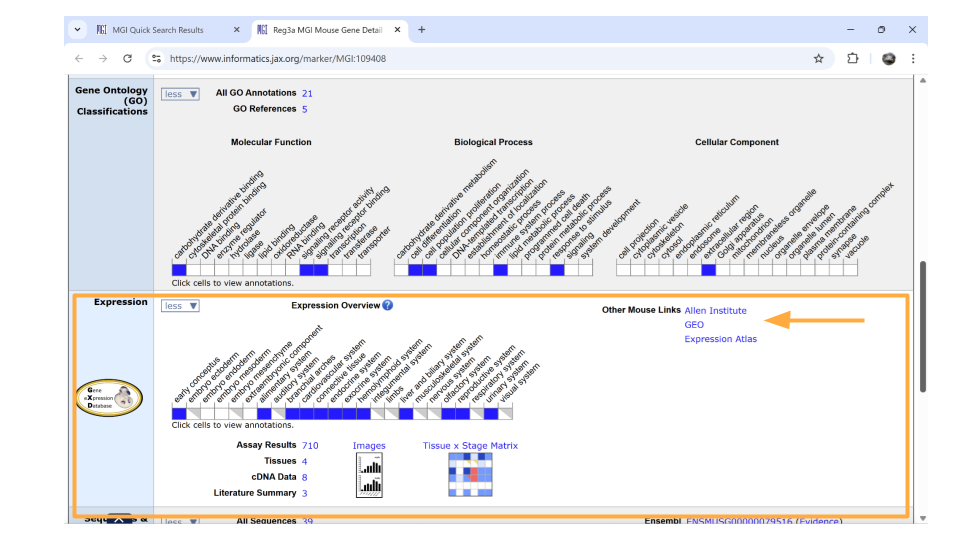 MGI Quick Search Results
Reg3a MGI Mouse Gene Detail
https://www.informatics.jax.org/marker/MGI:109408
Gene Ontology
(GO)
Classifications
less
All GO Annotations 21
GO References 5
Molecular Function
Biological Process
Cellular Component
carbohydrate derivative binding
cytoskeletal protein binding
DNA binding
enzyme regulator
hydrolase
ligase
lipid binding
oxidoreductase
RNA binding
signaling receptor activity
signaling receptor binding
transcription
transferase
transporter
carbohydrate derivative metabolism
cell differentiation
cell population proliferation
cellular component organization
DNA-templated transcription
establishment of localization
homeostatic process
immune system process
lipid metabolic process
programmed cell death
protein metabolic process
response to stimulus
signaling
system development
cell projection
cytoplasmic vesicle
cytoskeleton
cytosol
endoplasmic reticulum
endosome
extracellular region
Golgi apparatus
mitochondrion
membraneless organelle
nucleus
organelle envelope
organelle lumen
plasma membrane
protein-containing complex
synapse
vacuole
Click cells to view annotations.
Expression
less
Expression Overview ?
Other Mouse Links Allen Institute
GEO
Expression Atlas
early conceptus
embryo ectoderm
embryo endoderm
embryo mesoderm
embryo mesenchyme
extraembryonic component
alimentary system
auditory system
branchial arches
cardiovascular system
connective tissue
endocrine system
exocrine system
hemolymphoid system
integumental system
limbs
liver and biliary system
musculoskeletal system
nervous system
olfactory system
reproductive system
respiratory system
urinary system
visual system
Gene
eXpression
Database
Click cells to view annotations.
Assay Results 710
Images
Tissue x Stage Matrix
Tissues 4
cDNA Data 8
Literature Summary 3
less
All Sequences 39
Ensembl ENSMUSG00000079516 (Evidence)